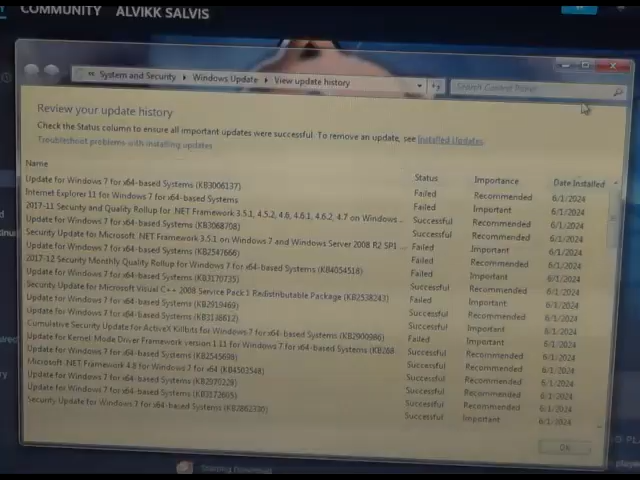 COMMUNITY ALVIKK SALVIS
System and Security Windows Update View update history
Search Control Panel
Review your update history
Check the Status column to ensure all important updates were successful. To remove an update, see Installed Updates.
Troubleshoot problems with installing updates
Name Status Importance Date Installed
Update for Windows 7 for x64-based Systems (KB3006137) Failed Recommended 6/1/2024
Internet Explorer 11 for Windows 7 for x64-based Systems Failed Important 6/1/2024
2017-11 Security and Quality Rollup for .NET Framework 3.5.1, 4.5.2, 4.6, 4.6.1, 4.6.2, 4.7 on Windows ... Successful Recommended 6/1/2024
Update for Windows 7 for x64-based Systems (KB3068708) Successful Recommended 6/1/2024
Security Update for Microsoft .NET Framework 3.5.1 on Windows 7 and Windows Server 2008 R2 SP1 ... Failed Important 6/1/2024
Update for Windows 7 for x64-based Systems (KB2547666) Failed Recommended 6/1/2024
2017-12 Security Monthly Quality Rollup for Windows 7 for x64-based Systems (KB4054518) Failed Important 6/1/2024
Update for Windows 7 for x64-based Systems (KB3170735) Successful Recommended 6/1/2024
Security Update for Microsoft Visual C++ 2008 Service Pack 1 Redistributable Package (KB2538243) Failed Important 6/1/2024
Update for Windows 7 for x64-based Systems (KB2919469) Successful Recommended 6/1/2024
Update for Windows 7 for x64-based Systems (KB3138612) Successful Important 6/1/2024
Cumulative Security Update for ActiveX Killbits for Windows 7 for x64-based Systems (KB2900986) Failed Important 6/1/2024
Update for Kernel-Mode Driver Framework version 1.11 for Windows 7 for x64-based Systems (KB268 Successful Recommended 6/1/2024
Update for Windows 7 for x64-based Systems (KB2545698) Successful Recommended 6/1/2024
Microsoft .NET Framework 4.8 for Windows 7 for x64 (KB4503548) Successful Recommended 6/1/2024
Update for Windows 7 for x64-based Systems Successful Recommended 6/1/2024
Update for Windows 7 for x64-based Systems (KB3172605) Successful Recommended 6/1/2024
Security Update for Windows 7 for x64-based Systems (KB2862330) Successful Important 6/1/2024
OK